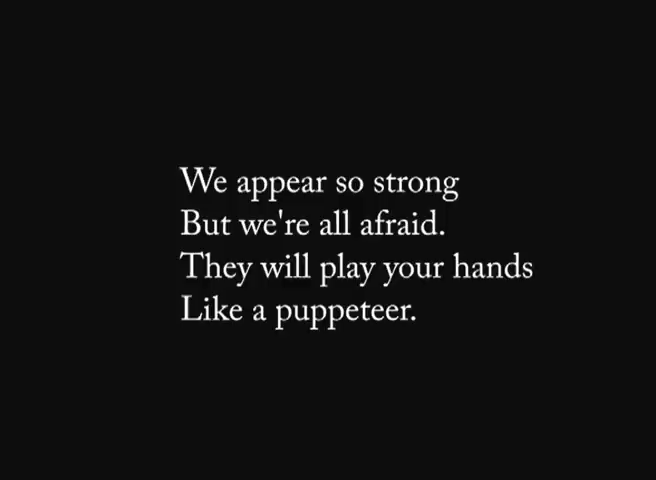 We appear so strong
But we're all afraid.
They will play your hands
Like a puppeteer.